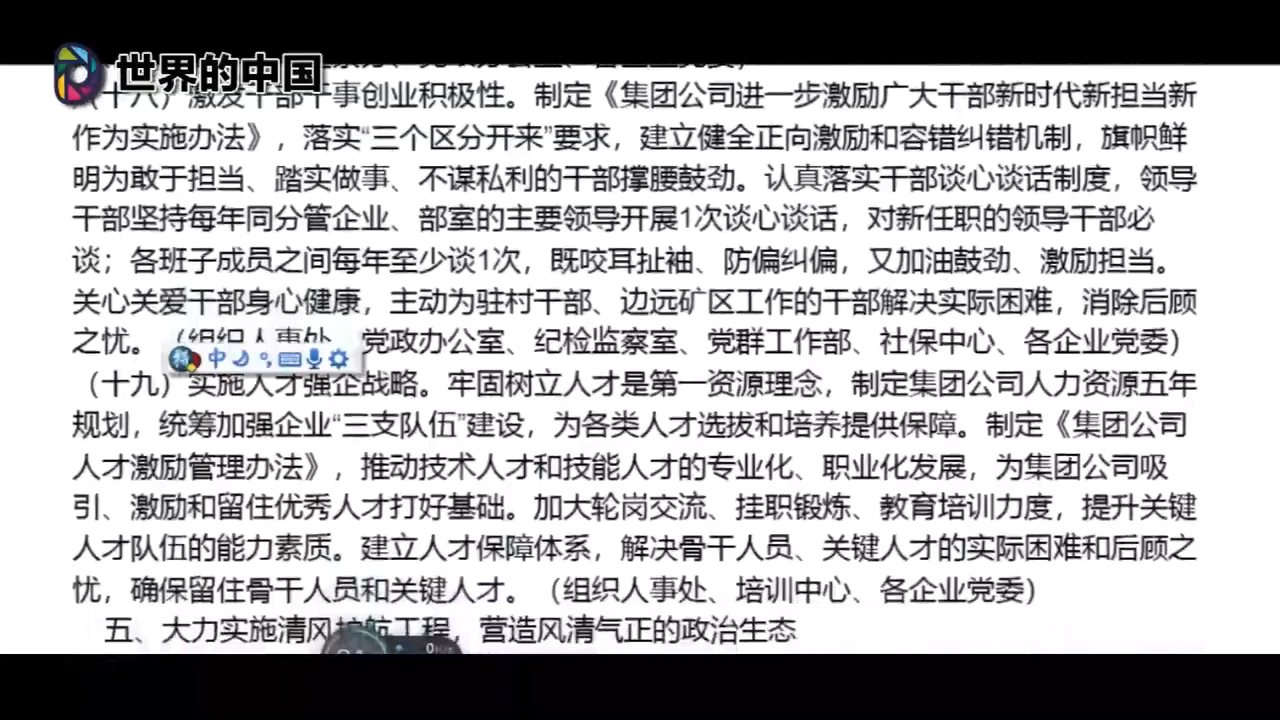 世界的中国
（十八）激发干部干事创业积极性。制定《集团公司进一步激励广大干部新时代新担当新
作为实施办法》，落实“三个区分开来”要求，建立健全正向激励和容错纠错机制，旗帜鲜
明为敢于担当、踏实做事、不谋私利的干部撑腰鼓劲。认真落实干部谈心谈话制度，领导
干部坚持每年同分管企业、部室的主要领导开展1次谈心谈话，对新任职的领导干部必
谈；各班子成员之间每年至少谈1次，既咬耳扯袖、防偏纠偏，又加油鼓劲、激励担当。
关心关爱干部身心健康，主动为驻村干部、边远矿区工作的干部解决实际困难，消除后顾
之忧。（组织人事处、党政办公室、纪检监察室、党群工作部、社保中心、各企业党委）
中
（十九）实施人才强企战略。牢固树立人才是第一资源理念，制定集团公司人力资源五年
规划，统筹加强企业“三支队伍”建设，为各类人才选拔和培养提供保障。制定《集团公司
人才激励管理办法》，推动技术人才和技能人才的专业化、职业化发展，为集团公司吸
引、激励和留住优秀人才打好基础。加大轮岗交流、挂职锻炼、教育培训力度，提升关键
人才队伍的能力素质。建立人才保障体系，解决骨干人员、关键人才的实际困难和后顾之
忧，确保留住骨干人员和关键人才。（组织人事处、培训中心、各企业党委）
五、大力实施清风护航工程，营造风清气正的政治生态